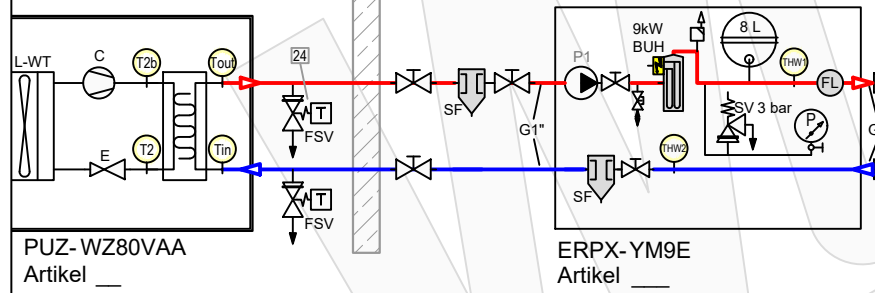 L-WT
C
T2b
Tout
24
FSV
T
SF
G1"
P1
9kW
BUH
8 L
THW1
FL
SV 3 bar
P
G
E
T2
Tin
T
FSV
SF
THW2
PUZ-WZ80VAA
Artikel __
ERPX-YM9E
Artikel ___